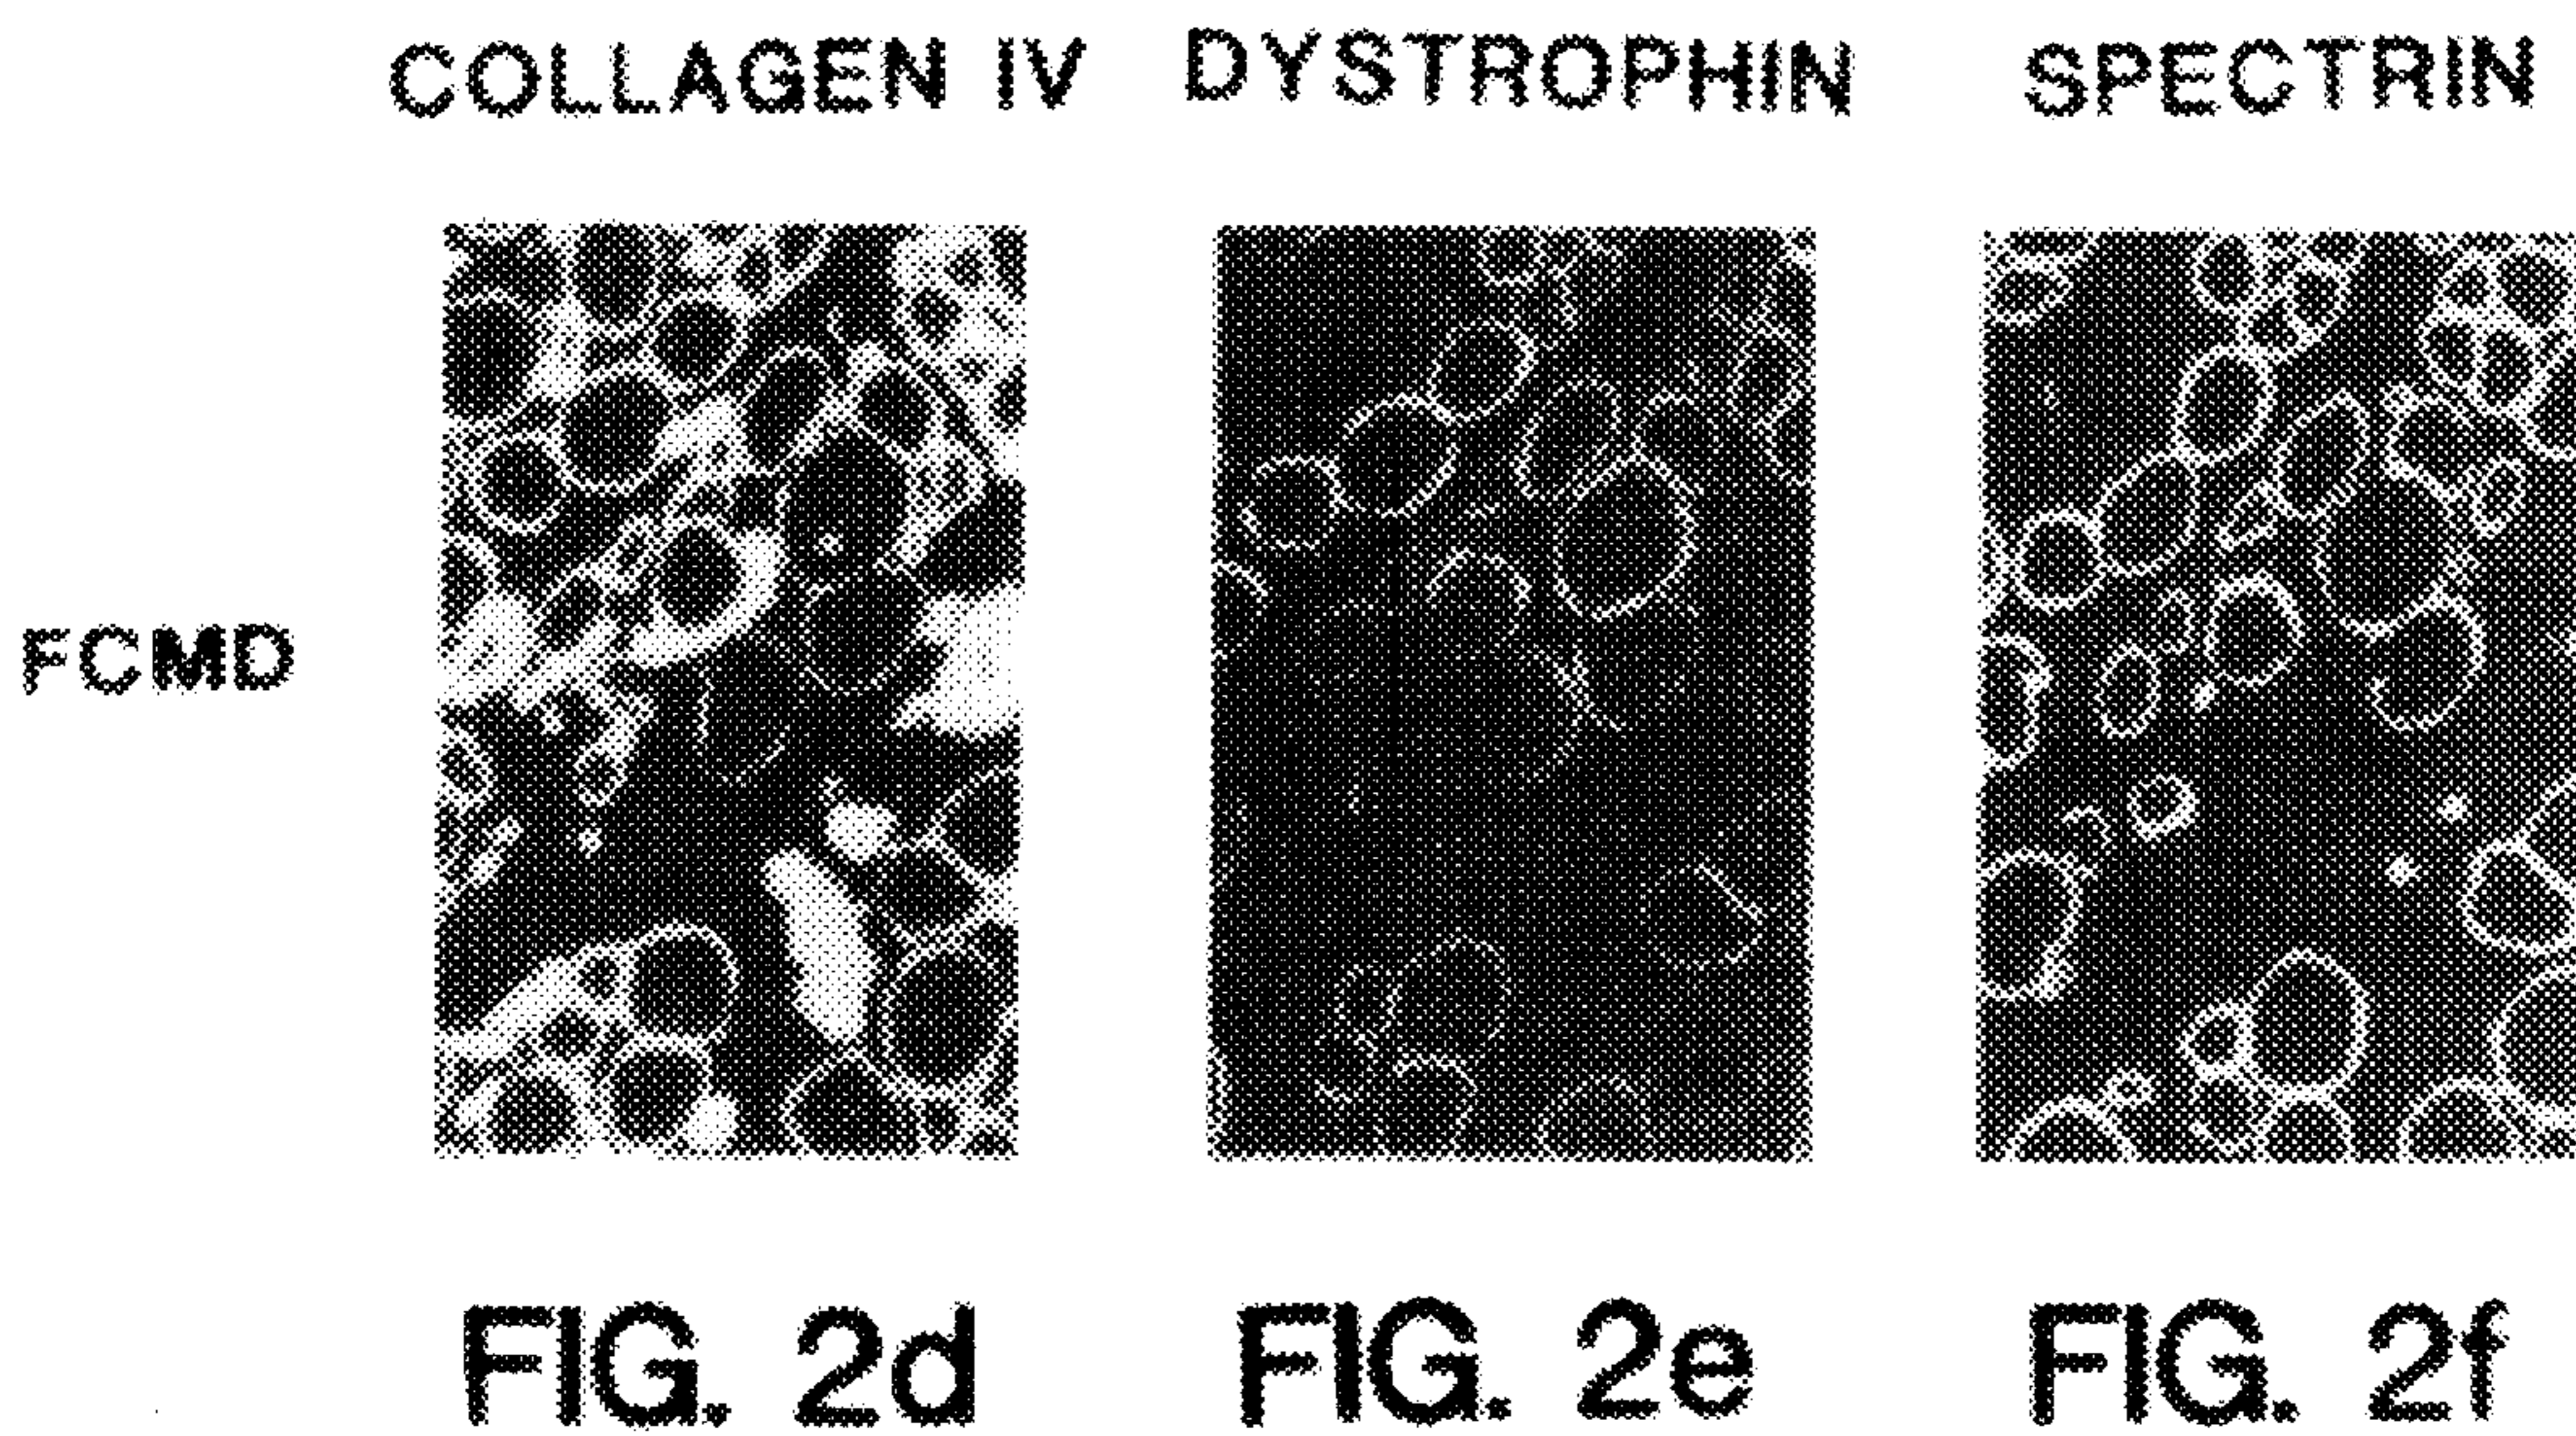 COLLAGEN IV DYSTROPHIN SPECTRIN
FCMD
FIG. 2d FIG. 2e FIG. 2f